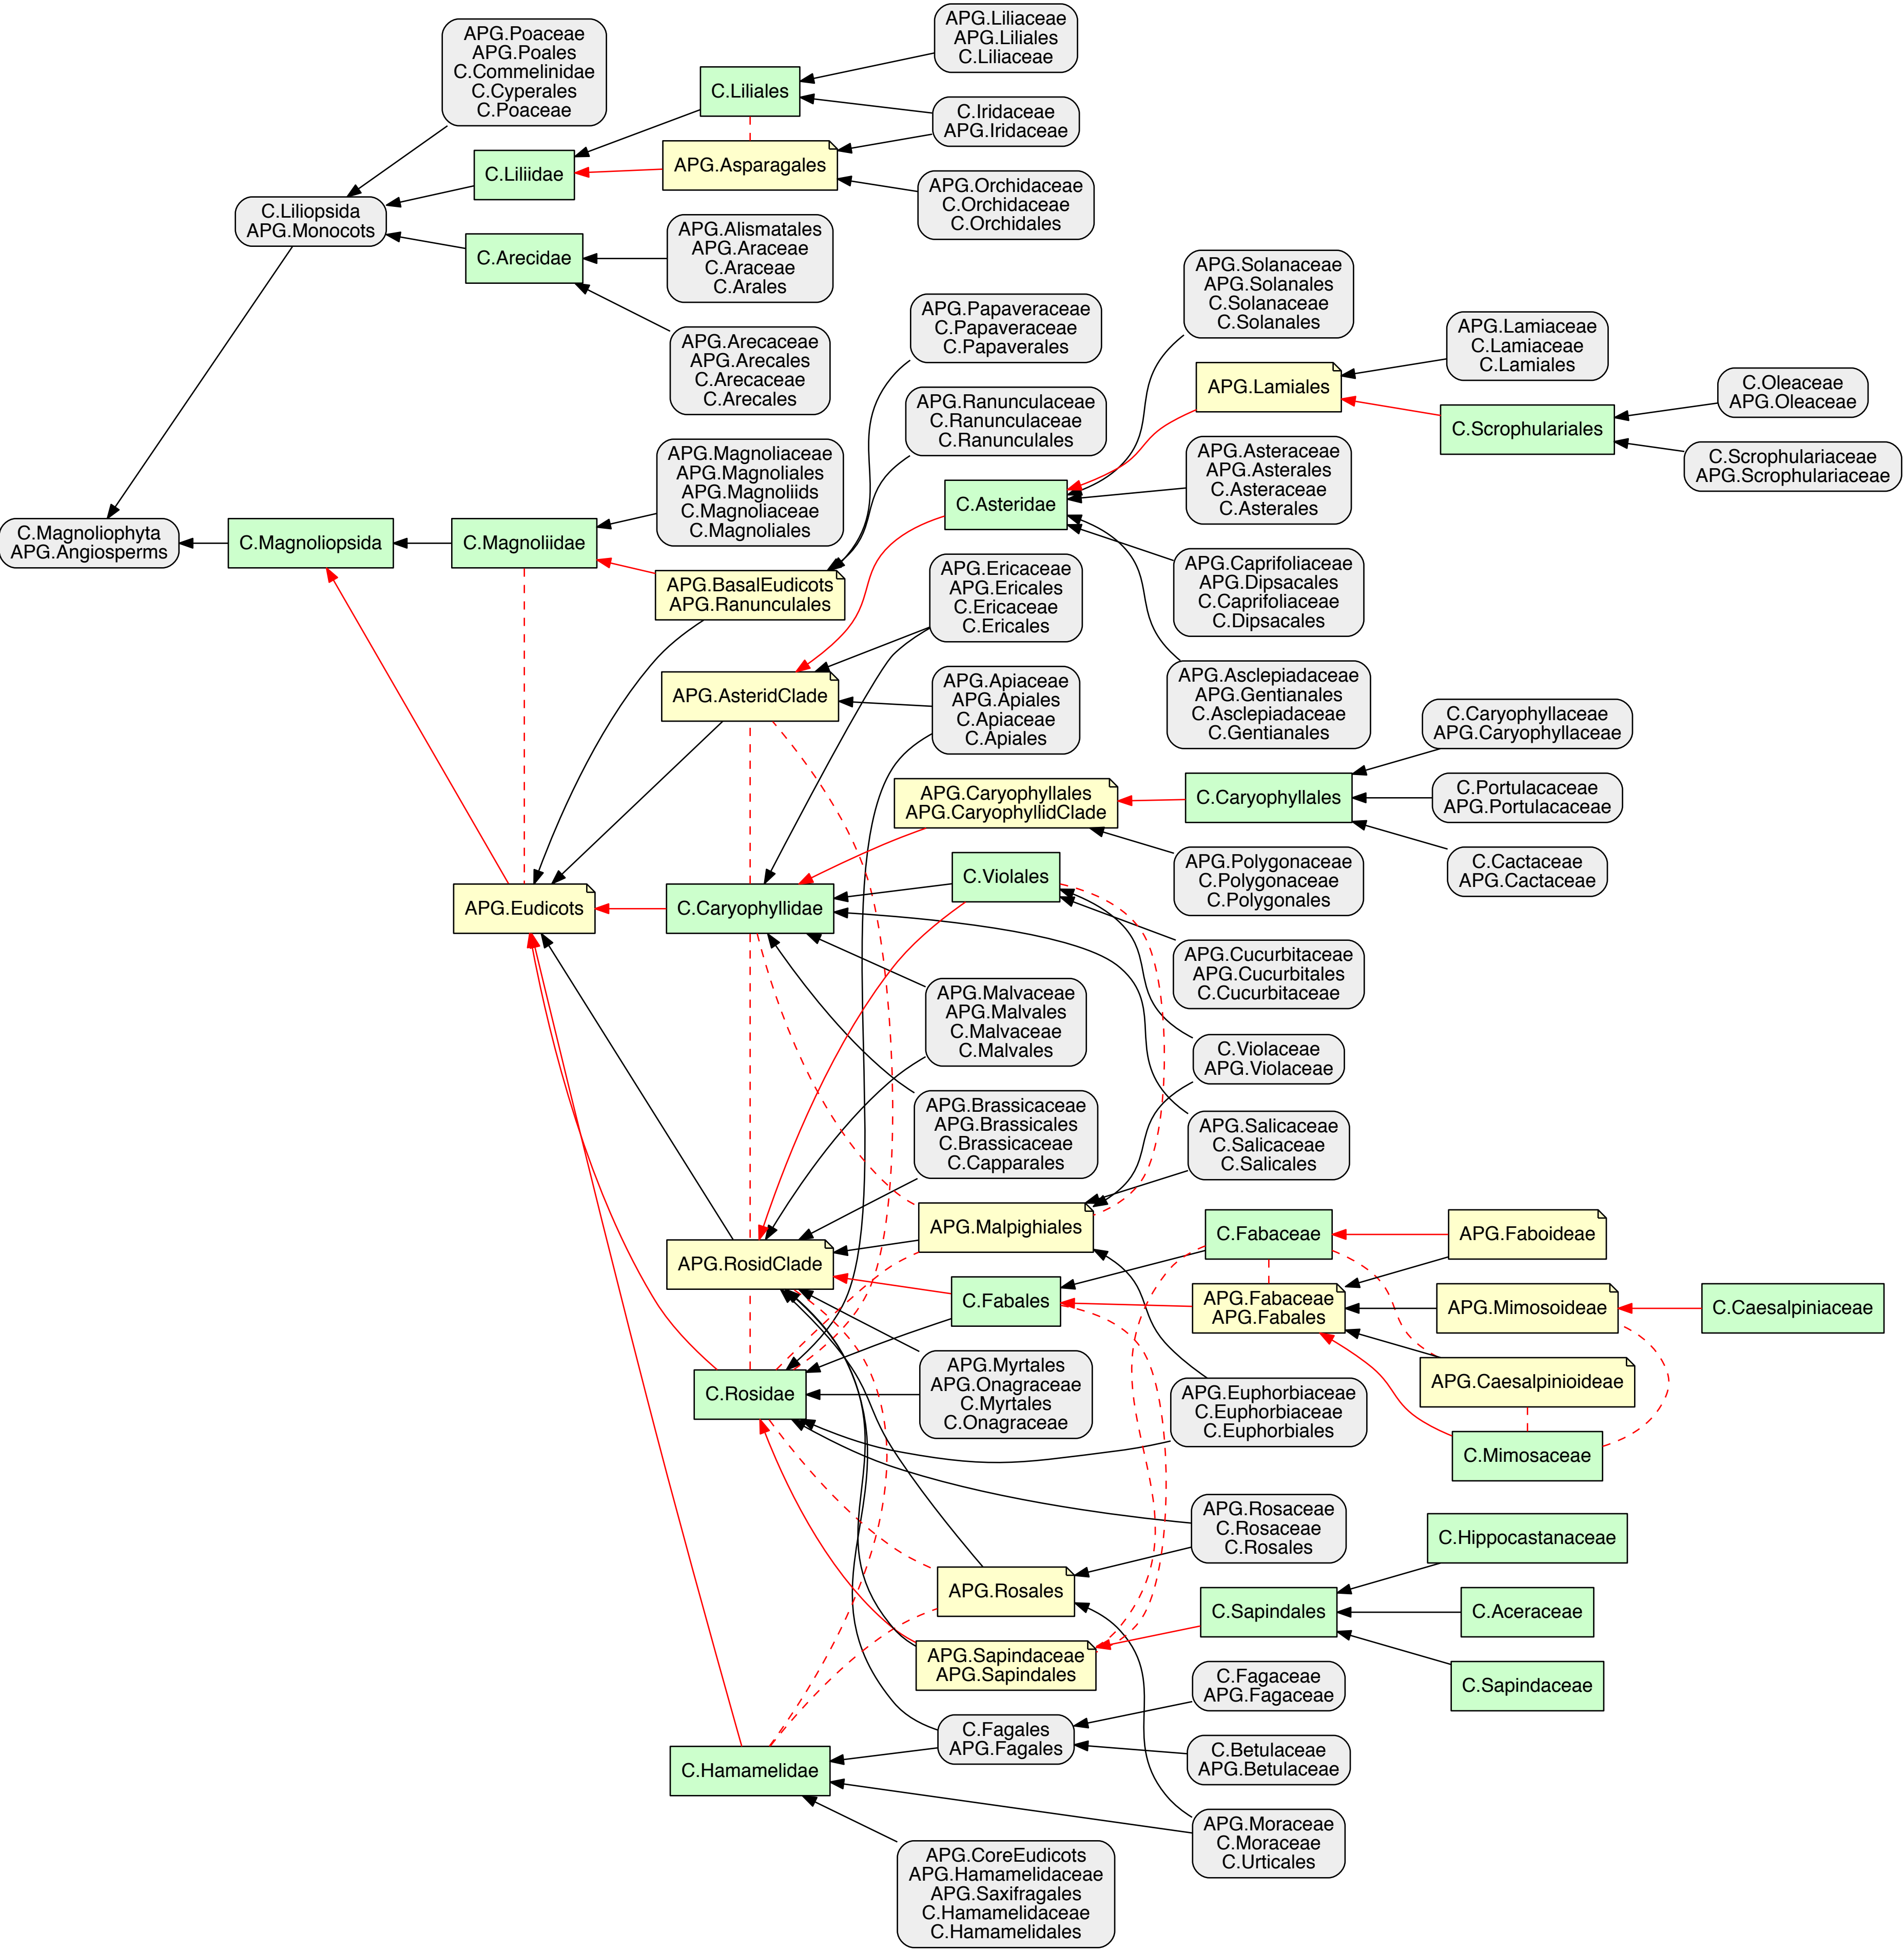 APG.Poaceae
APG.Poales
C.Commelinidae
C.Cyperales
C.Poaceae
C.Liliales
APG.Liliaceae
APG.Liliales
C.Liliaceae
C.Iridaceae
APG.Iridaceae
C.Liliidae
APG.Asparagales
APG.Orchidaceae
C.Orchidaceae
C.Orchidales
C.Liliopsida
APG.Monocots
C.Arecidae
APG.Alismatales
APG.Araceae
C.Araceae
C.Arales
APG.Arecaceae
APG.Arecales
C.Arecaceae
C.Arecales
APG.Papaveraceae
C.Papaveraceae
C.Papaverales
APG.Solanaceae
APG.Solanales
C.Solanaceae
C.Solanales
APG.Lamiales
APG.Lamiaceae
C.Lamiaceae
C.Lamiales
C.Oleaceae
APG.Oleaceae
C.Scrophulariales
C.Scrophulariaceae
APG.Scrophulariaceae
APG.Ranunculaceae
C.Ranunculaceae
C.Ranunculales
APG.Magnoliaceae
APG.Magnoliales
APG.Magnoliids
C.Magnoliaceae
C.Magnoliales
C.Asteridae
APG.Asteraceae
APG.Asterales
C.Asteraceae
C.Asterales
C.Magnoliophyta
APG.Angiosperms
C.Magnoliopsida
C.Magnoliidae
APG.BasalEudicots
APG.Ranunculales
APG.Ericaceae
APG.Ericales
C.Ericaceae
C.Ericales
APG.Caprifoliaceae
APG.Dipsacales
C.Caprifoliaceae
C.Dipsacales
APG.AsteridClade
APG.Apiaceae
APG.Apiales
C.Apiaceae
C.Apiales
APG.Asclepiadaceae
APG.Gentianales
C.Asclepiadaceae
C.Gentianales
C.Caryophyllaceae
APG.Caryophyllaceae
APG.Caryophyllales
APG.CaryophyllidClade
C.Caryophyllales
C.Portulacaceae
APG.Portulacaceae
C.Cactaceae
APG.Cactaceae
APG.Polygonaceae
C.Polygonaceae
C.Polygonales
APG.Eudicots
C.Caryophyllidae
C.Violales
APG.Cucurbitaceae
APG.Cucurbitales
C.Cucurbitaceae
APG.Malvaceae
APG.Malvales
C.Malvaceae
C.Malvales
C.Violaceae
APG.Violaceae
APG.Brassicaceae
APG.Brassicales
C.Brassicaceae
C.Capparales
APG.Salicaceae
C.Salicaceae
C.Salicales
APG.RosidClade
APG.Malpighiales
C.Fabaceae
APG.Faboideae
C.Fabales
APG.Fabaceae
APG.Fabales
APG.Mimosoideae
C.Caesalpiniaceae
APG.Caesalpinioideae
C.Rosidae
APG.Myrtales
APG.Onagraceae
C.Myrtales
C.Onagraceae
APG.Euphorbiaceae
C.Euphorbiaceae
C.Euphorbiales
C.Mimosaceae
APG.Rosaceae
C.Rosaceae
C.Rosales
C.Hippocastanaceae
APG.Rosales
C.Sapindales
C.Aceraceae
APG.Sapindaceae
APG.Sapindales
C.Sapindaceae
C.Fagaceae
APG.Fagaceae
C.Fagales
APG.Fagales
C.Betulaceae
APG.Betulaceae
C.Hamamelidae
APG.Moraceae
C.Moraceae
C.Urticales
APG.CoreEudicots
APG.Hamamelidaceae
APG.Saxifragales
C.Hamamelidaceae
C.Hamamelidales